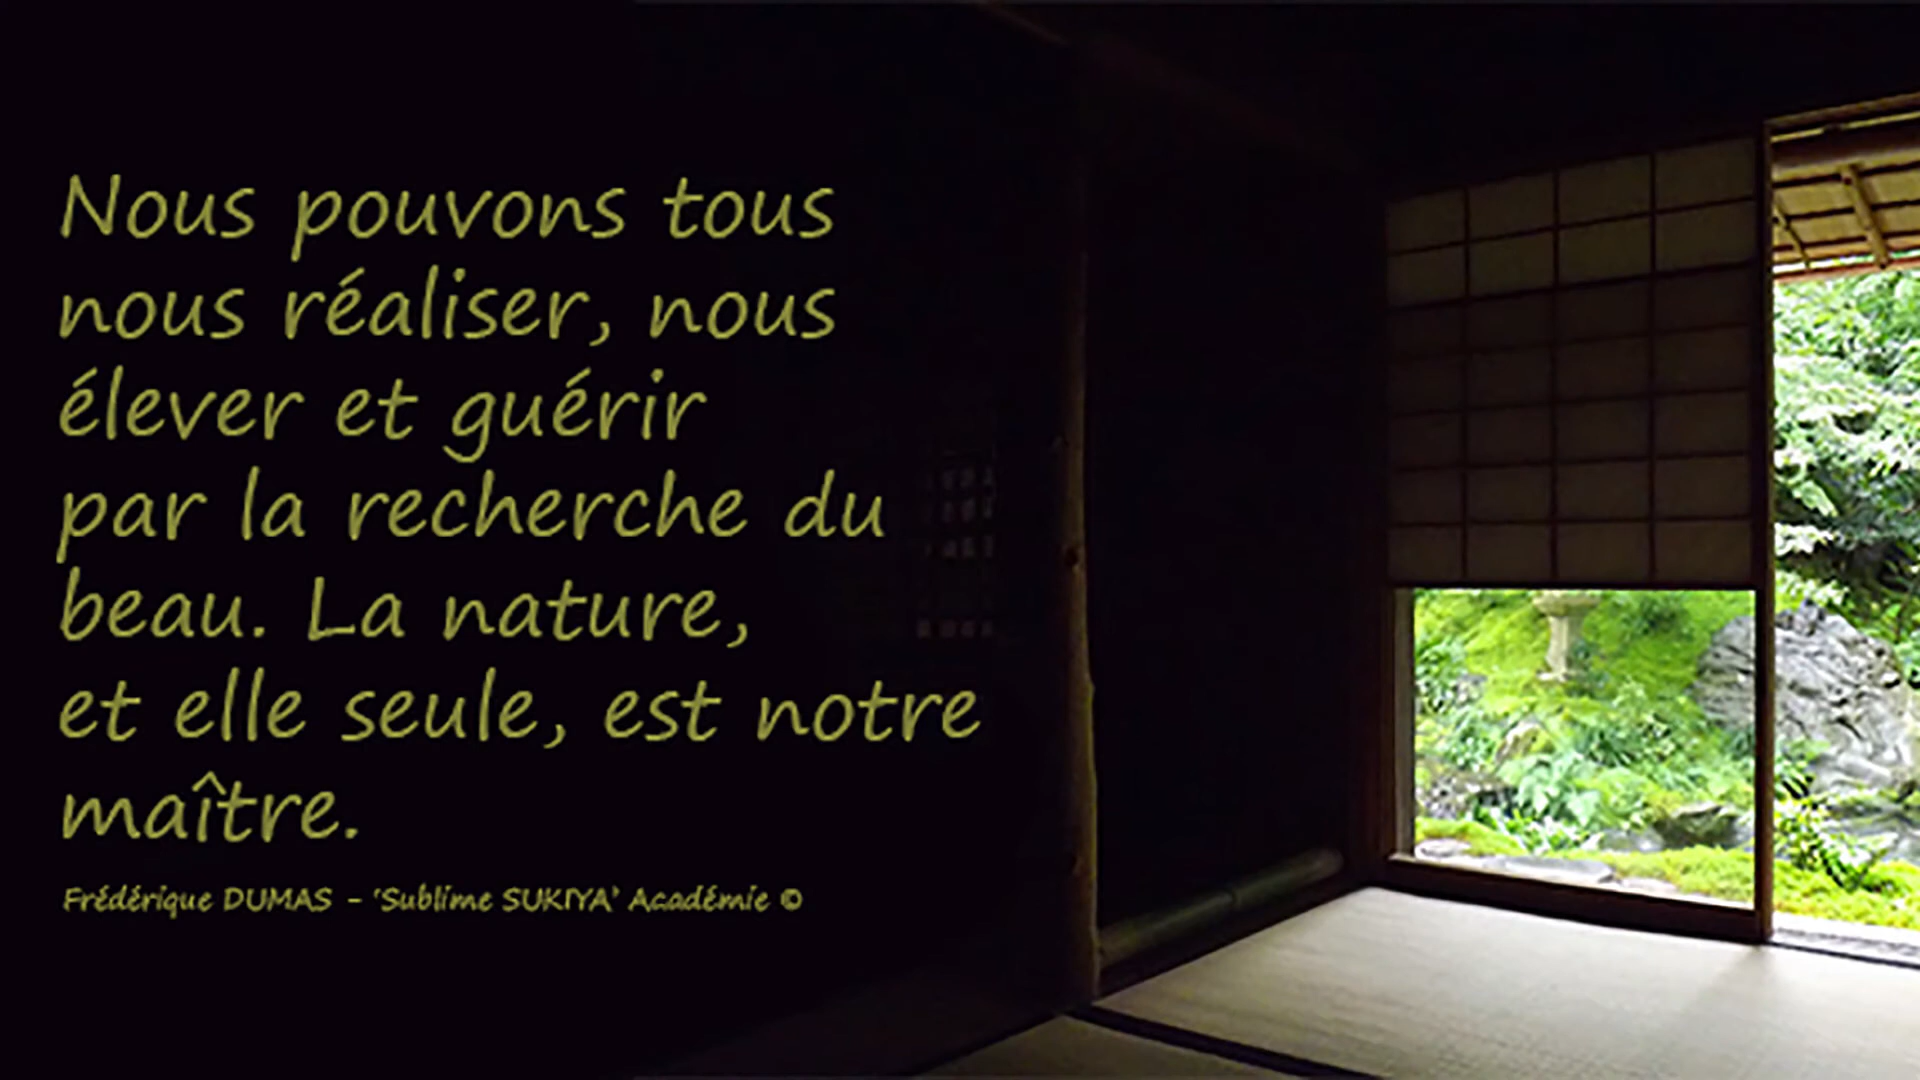 Nous pouvons tous
nous réaliser, nous
élever et guérir
par la recherche du
beau. La nature,
et elle seule, est notre
maître.
Frédérique DUMAS - ‘Sublime SUKIYA’ Académie ©